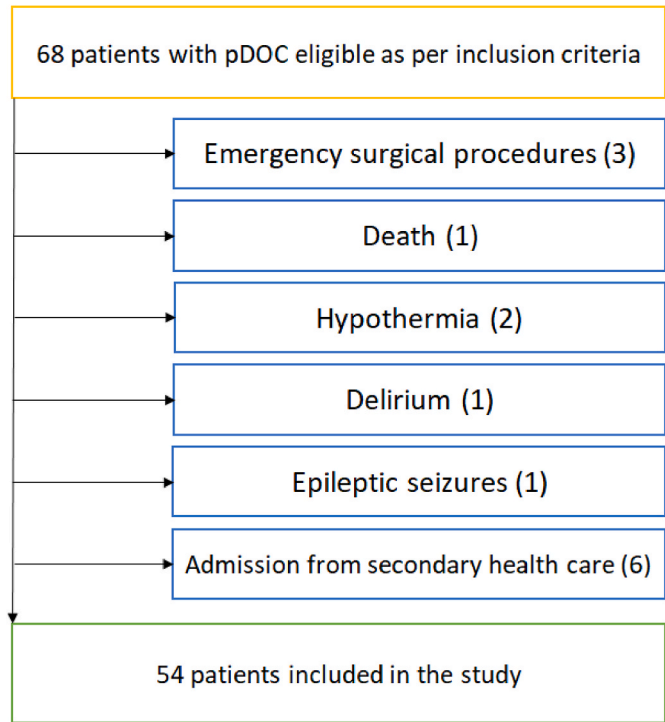 68 patients with pDOC eligible as per inclusion criteria
Emergency surgical procedures (3)
Death (1)
Hypothermia (2)
Delirium (1)
Epileptic seizures (1)
Admission from secondary health care (6)
54 patients included in the study